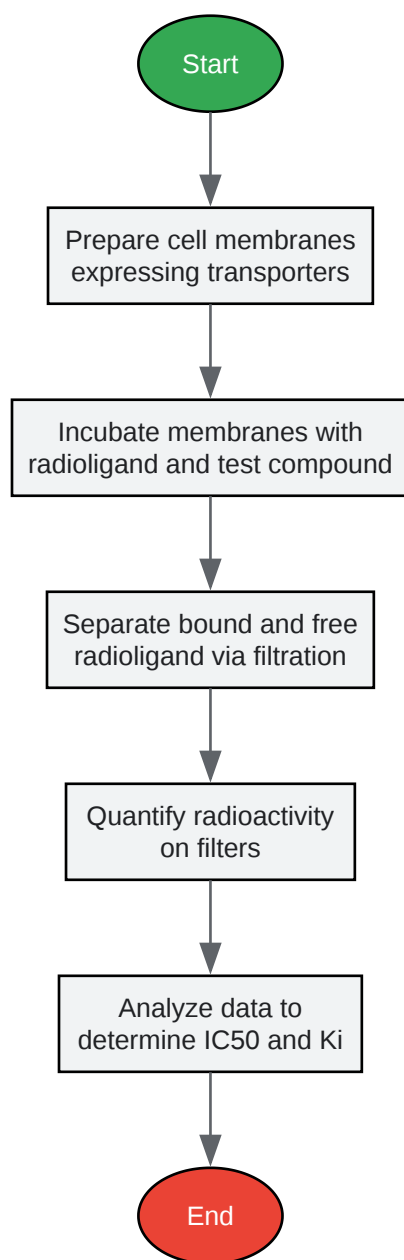 Start
Prepare cell membranes
expressing transporters
Incubate membranes with
radioligand and test compound
Separate bound and free
radioligand via filtration
Quantify radioactivity
on filters
Analyze data to
determine IC50 and Ki
End